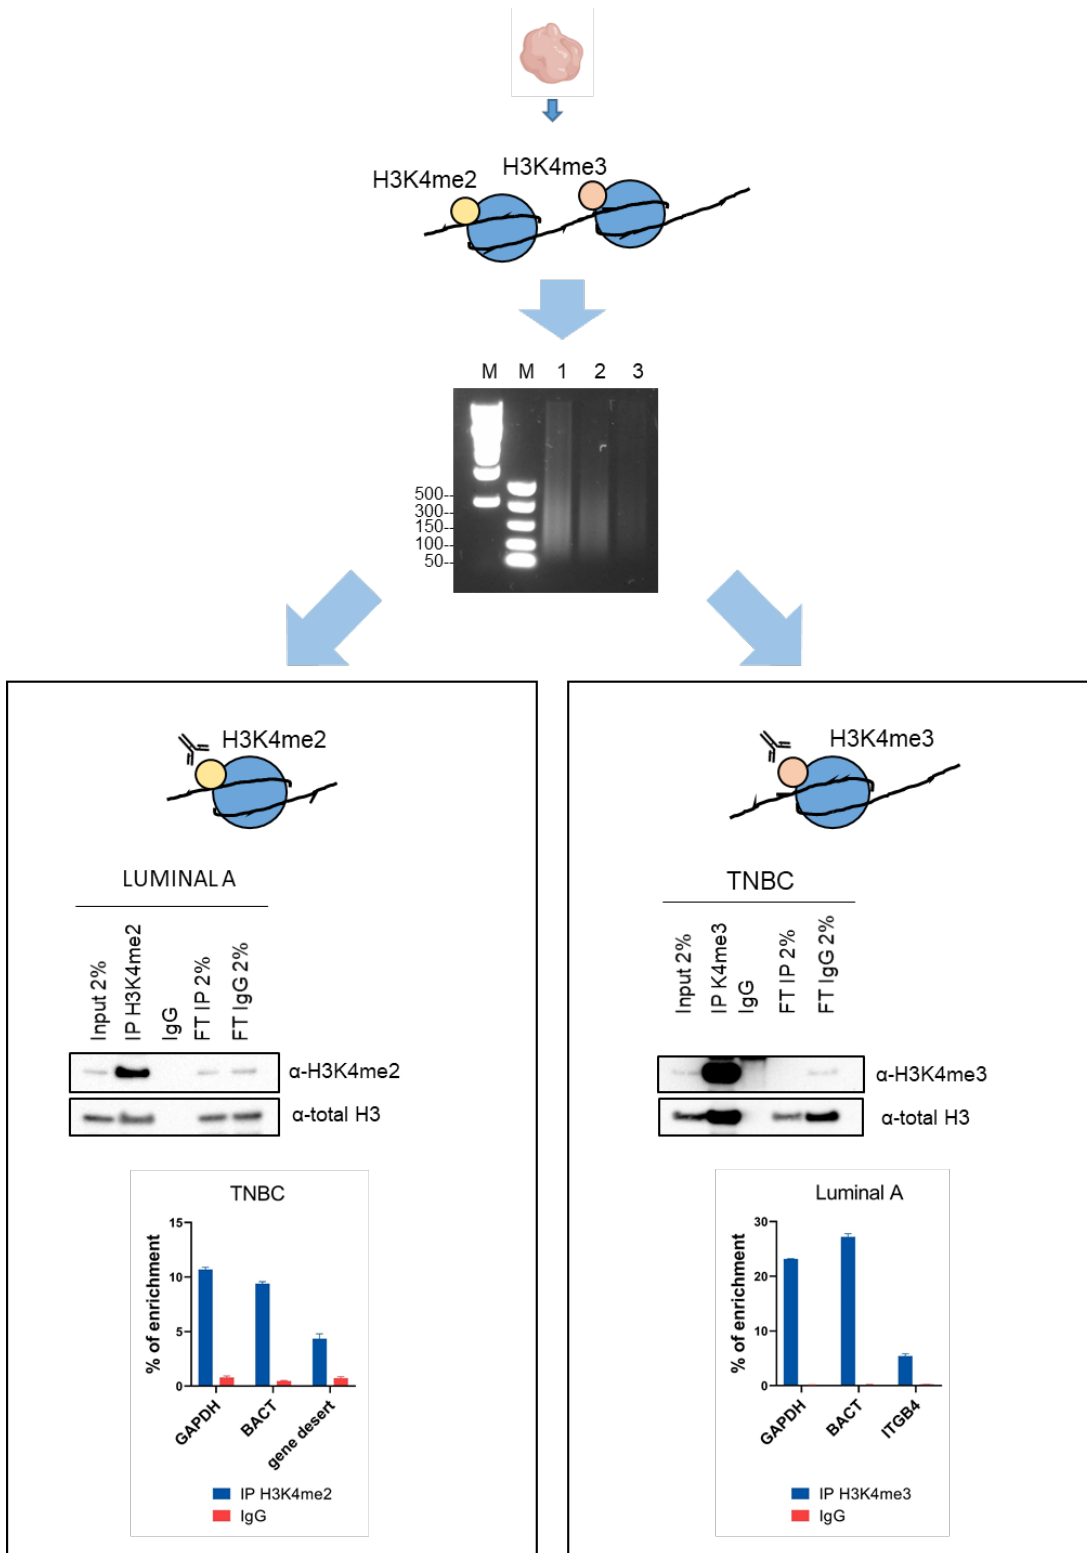 H3K4me2
H3K4me3
M M 1 2 3
500--
300--
150--
100--
50--
H3K4me2
LUMINAL A
Input 2%
IP H3K4me2
IgG
FT IP 2%
FT IgG 2%
α-H3K4me2
α-total H3
TNBC
% of enrichment
15
10
5
0
GAPDH
BACT
gene desert
IP H3K4me2
IgG
H3K4me3
TNBC
Input 2%
IP K4me3
IgG
FT IP 2%
FT IgG 2%
α-H3K4me3
α-total H3
Luminal A
% of enrichment
30
20
10
0
GAPDH
BACT
ITGB4
IP H3K4me3
IgG